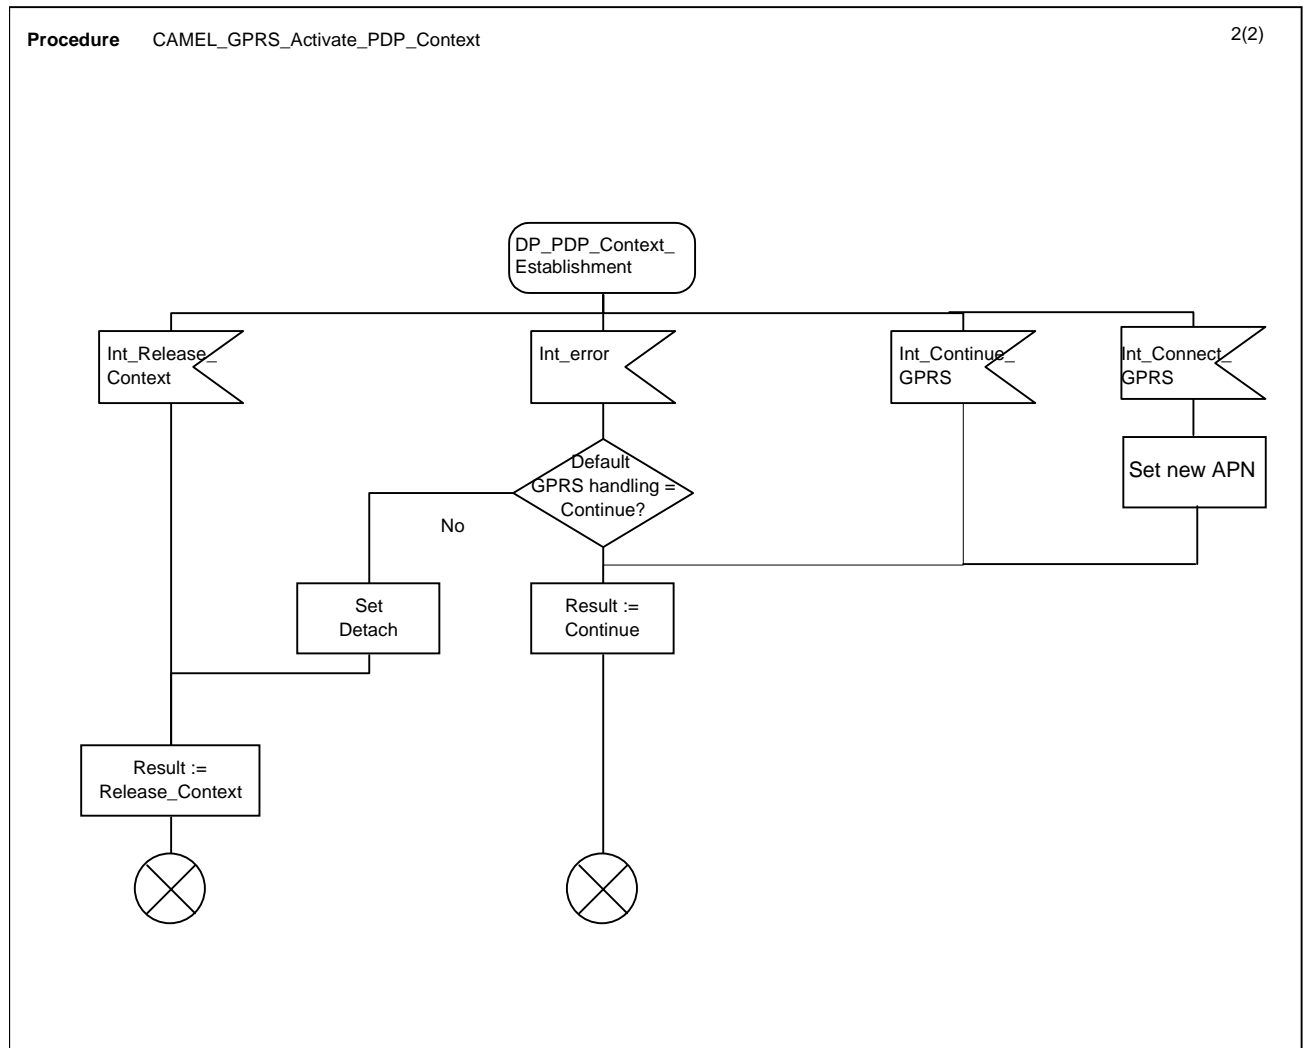 Procedure CAMEL_GPRS_Activate_PDP_Context
2(2)
DP_PDP_Context_
Establishment
Int_Release_
Context
Int_error
Int_Continue_
GPRS
Int_Connect_
GPRS
Default
GPRS handling =
Continue?
Set new APN
No
Set
Detach
Result :=
Continue
Result :=
Release_Context